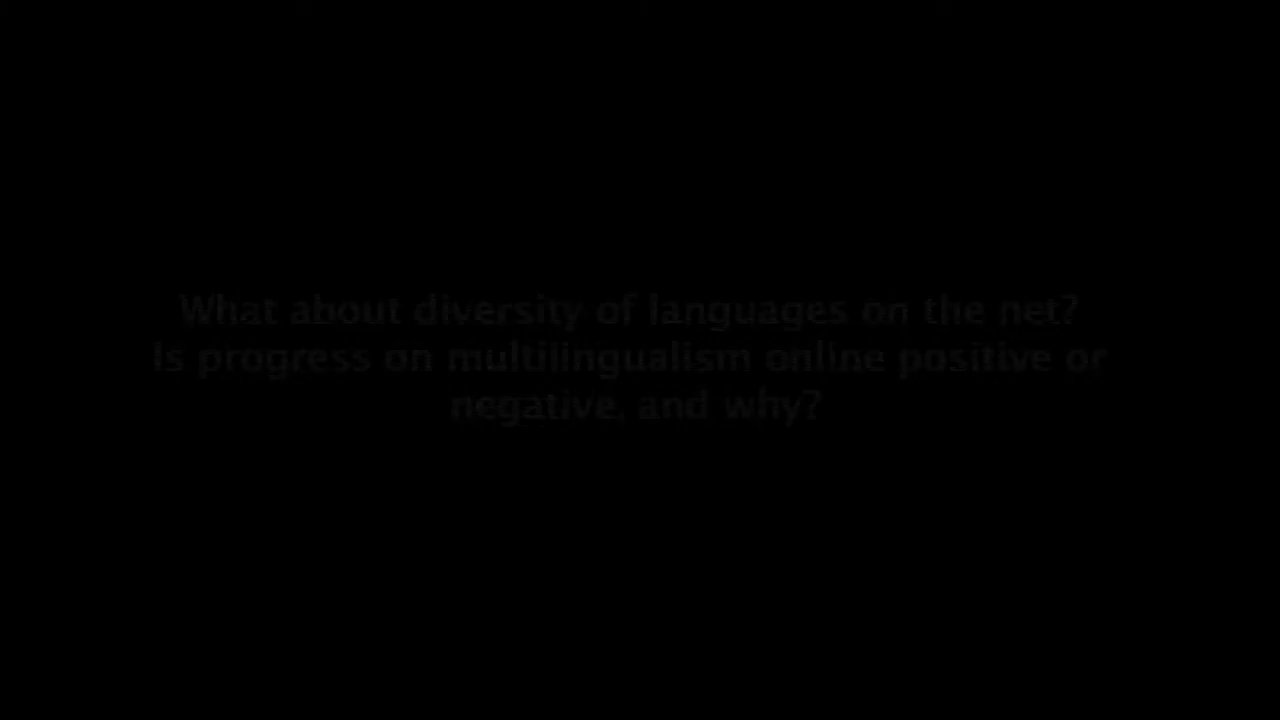 What about diversity of languages on the net?
Is progress on multilingualism online positive or
negative, and why?